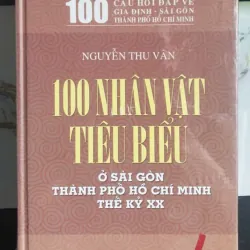 100 CÂU HỎI ĐÁP VỀ
GIA ĐỊNH - SÀI GÒN
THÀNH PHỐ HỒ CHÍ MINH
NGUYỄN THU VÂN
100 NHÂN VẬT
TIÊU BIỂU
Ở SÀI GÒN
THÀNH PHỐ HỒ CHÍ MINH
THẾ KỶ XX